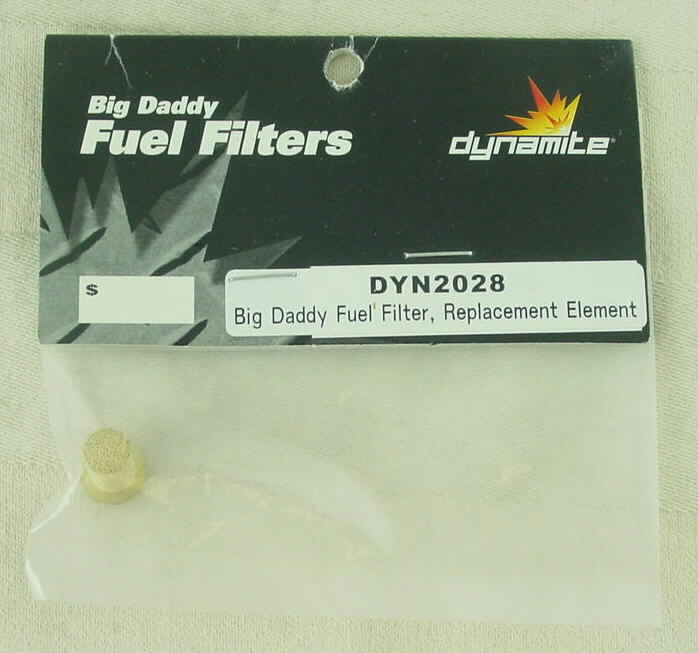 Big Daddy
Fuel Filters
dynamite®
$
DYN2028
Big Daddy Fuel Filter, Replacement Element